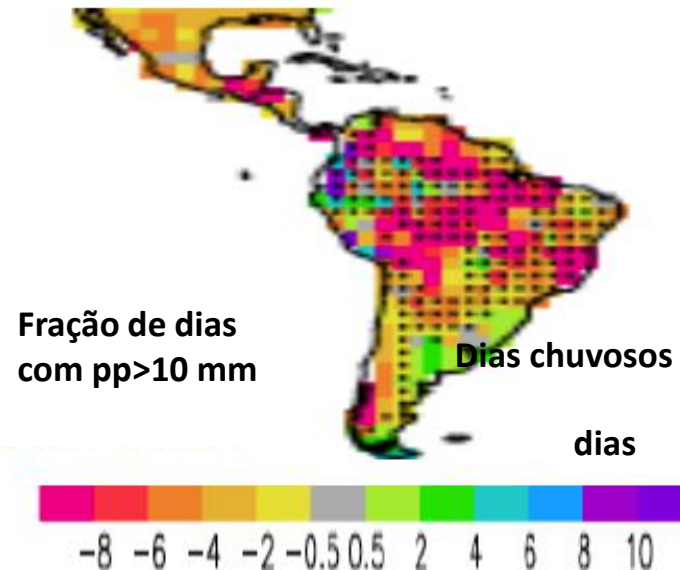 Fração de dias
com pp>10 mm
Dias chuvosos
dias
−8 −6 −4 −2 −0.5 0.5 2 4 6 8 10